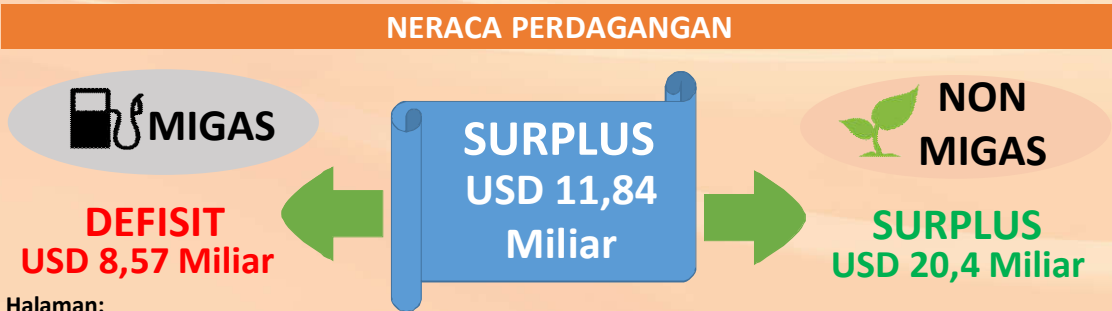 NERACA PERDAGANGAN
MIGAS
DEFISIT
USD 8,57 Miliar
SURPLUS
USD 11,84
Miliar
NON
MIGAS
SURPLUS
USD 20,4 Miliar
Halaman: